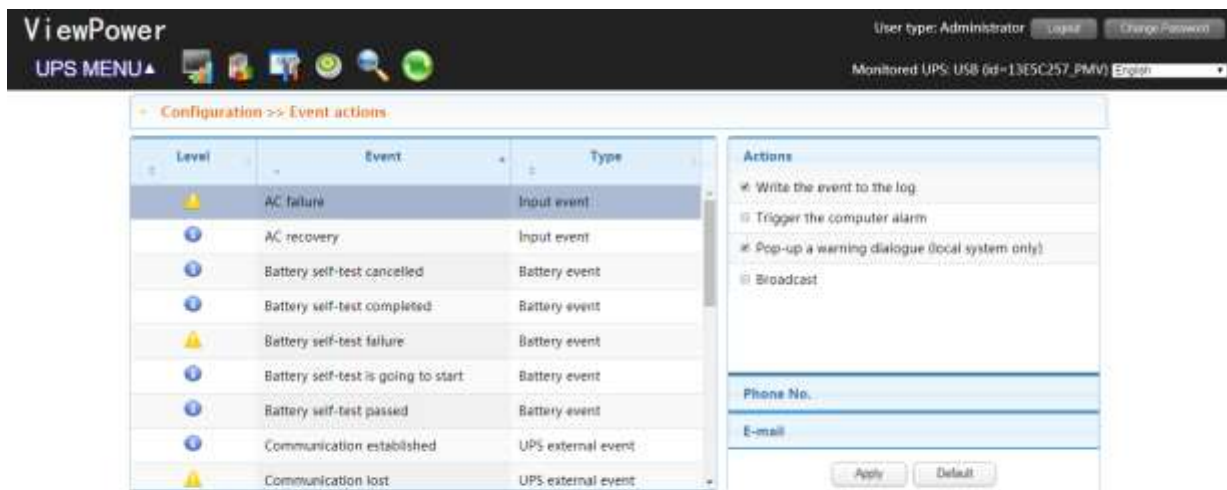 ViewPower
User type: Administrator Logout Change Password
UPS MENU▲
Monitored UPS: USB (id=13E5C257_PMV) English
Configuration >> Event actions
Level Event Type
AC failure Input event
AC recovery Input event
Battery self-test cancelled Battery event
Battery self-test completed Battery event
Battery self-test failure Battery event
Battery self-test is going to start Battery event
Battery self-test passed Battery event
Communication established UPS external event
Communication lost UPS external event
Actions
Write the event to the log
Trigger the computer alarm
Pop-up a warning dialogue (local system only)
Broadcast
Phone No.
E-mail
Apply Default